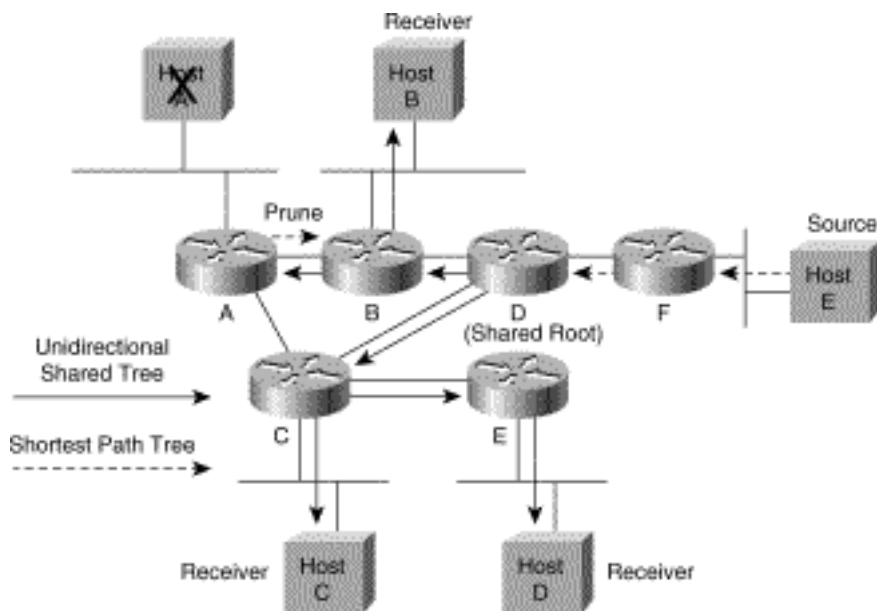 Receiver
Host
A
Host
B
Prune
Source
Host
E
A
B
D
(Shared Root)
F
Unidirectional
Shared Tree
C
E
Shortest Path Tree
Receiver
Host
C
Host
D
Receiver